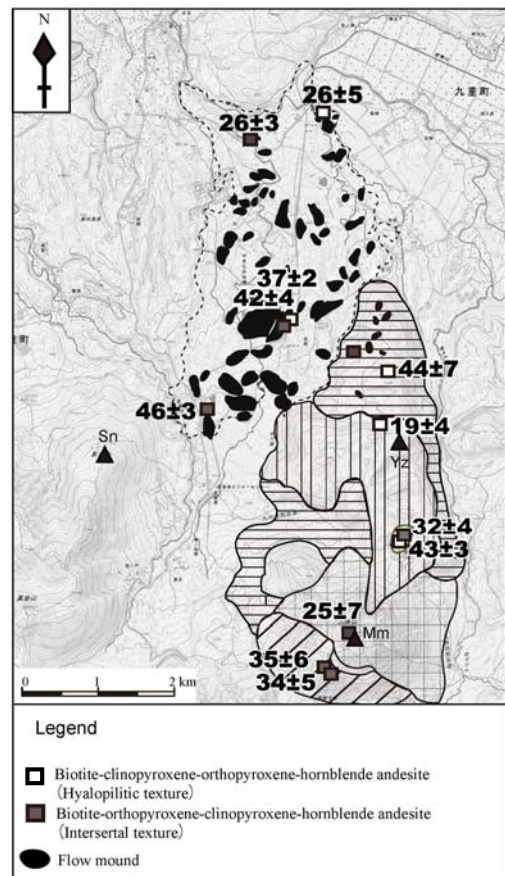 N
26±5
九重町
26±3
37±2
42±4
44±7
46±3
19±4
Sn
Yz
32±4
43±3
25±7
Mm
35±6
34±5
0 1 2 km
Legend
Biotite-clinopyroxene-orthopyroxene-hornblende andesite
(Hyalopilitic texture)
Biotite-orthopyroxene-clinopyroxene-hornblende andesite
(Intersertal texture)
Flow mound